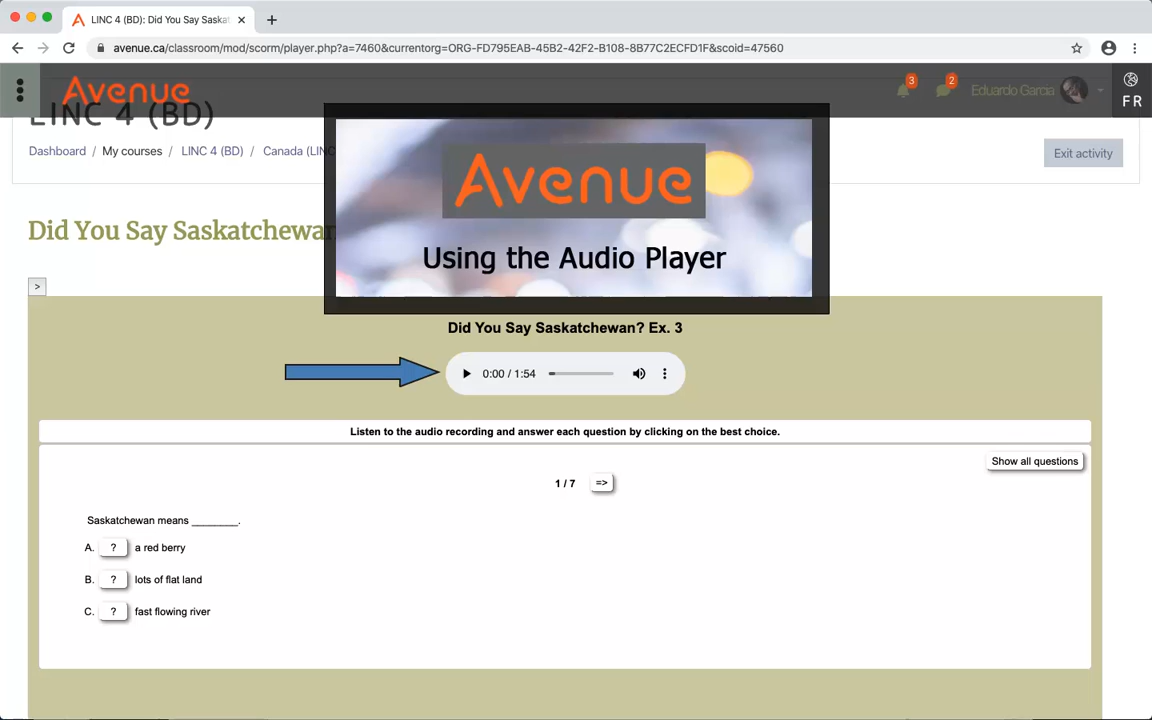 LINC 4 (BD): Did You Say Saskat
avenue.ca/classroom/mod/scorm/player.php?a=7460&currentorg=ORG-FD795EAB-45B2-42F2-B108-8B77C2ECFD1F&scoid=47560
Avenue
3
2
Eduardo Garcia
FR
LINC 4 (BD)
Dashboard / My courses / LINC 4 (BD) / Canada (LINC
Exit activity
Avenue
Using the Audio Player
Did You Say Saskatchewan
>
Did You Say Saskatchewan? Ex. 3
0:00 / 1:54
Listen to the audio recording and answer each question by clicking on the best choice.
Show all questions
1 / 7 =>
Saskatchewan means ________.
A. ? a red berry
B. ? lots of flat land
C. ? fast flowing river